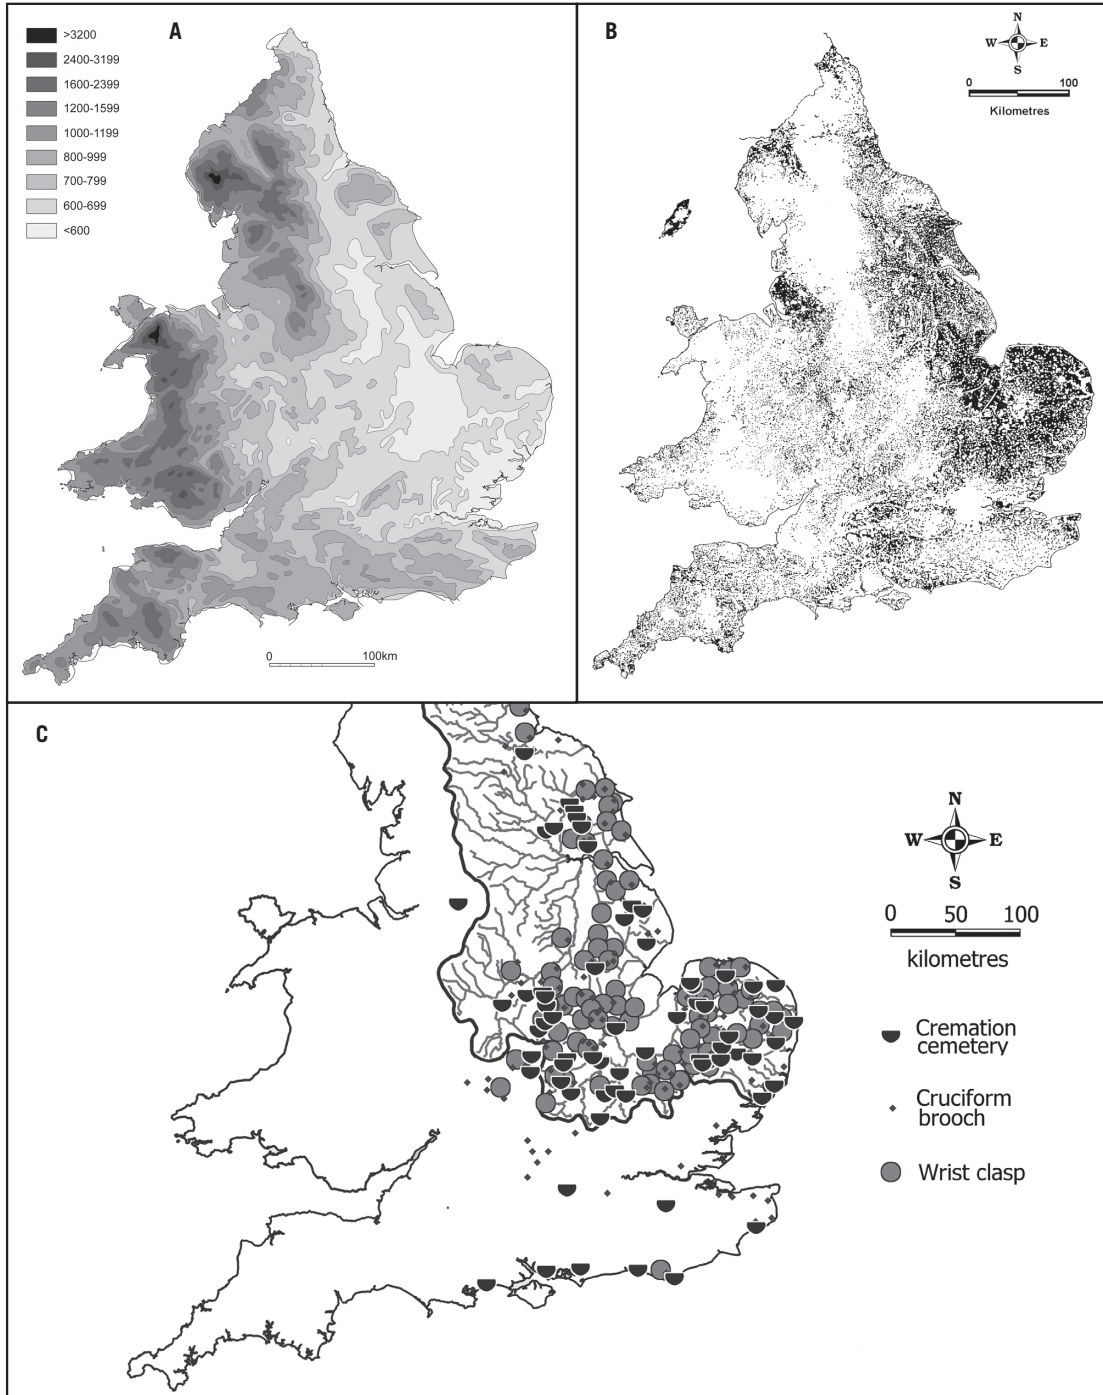 A
>3200
2400-3199
1600-2399
1200-1599
1000-1199
800-999
700-799
600-699
<600
0 100km
B
N
W E
S
0 100
Kilometres
C
N
W E
S
0 50 100
kilometres
Cremation
cemetery
Cruciform
brooch
Wrist clasp